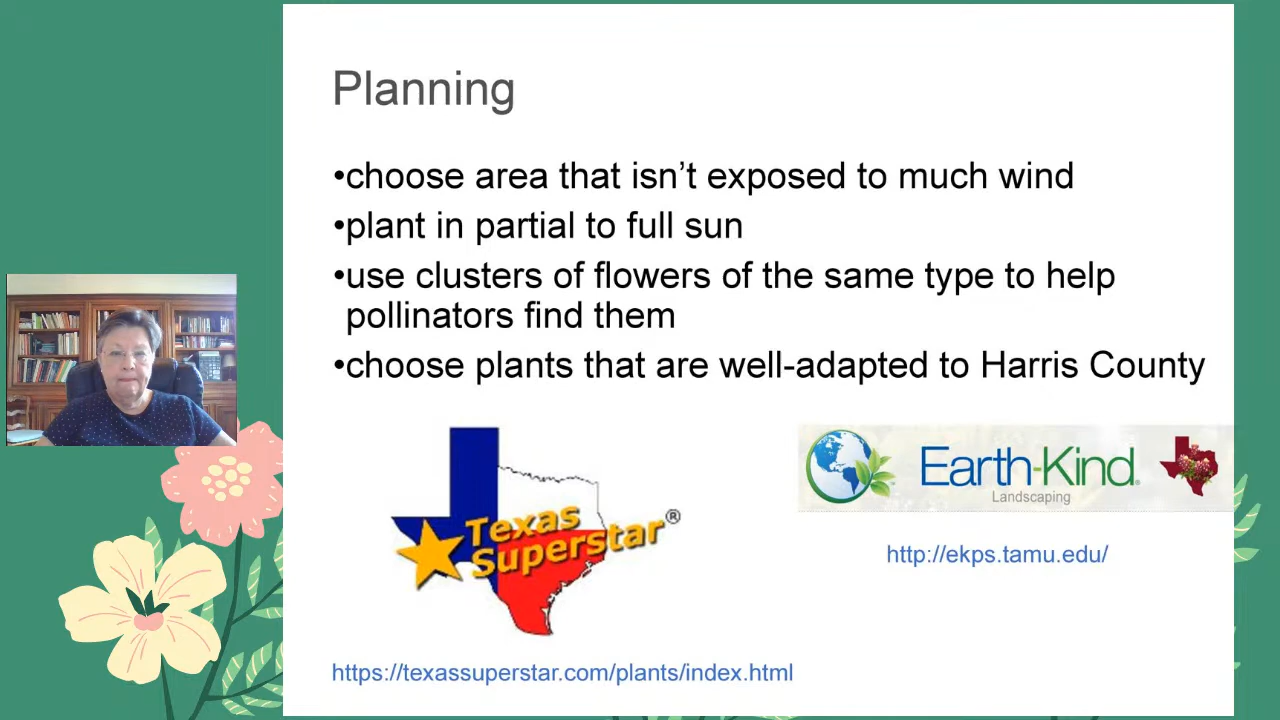 Planning
•choose area that isn't exposed to much wind
•plant in partial to full sun
•use clusters of flowers of the same type to help
pollinators find them
•choose plants that are well-adapted to Harris County
Texas
Superstar®
Earth-Kind®
Landscaping
http://ekps.tamu.edu/
https://texassuperstar.com/plants/index.html